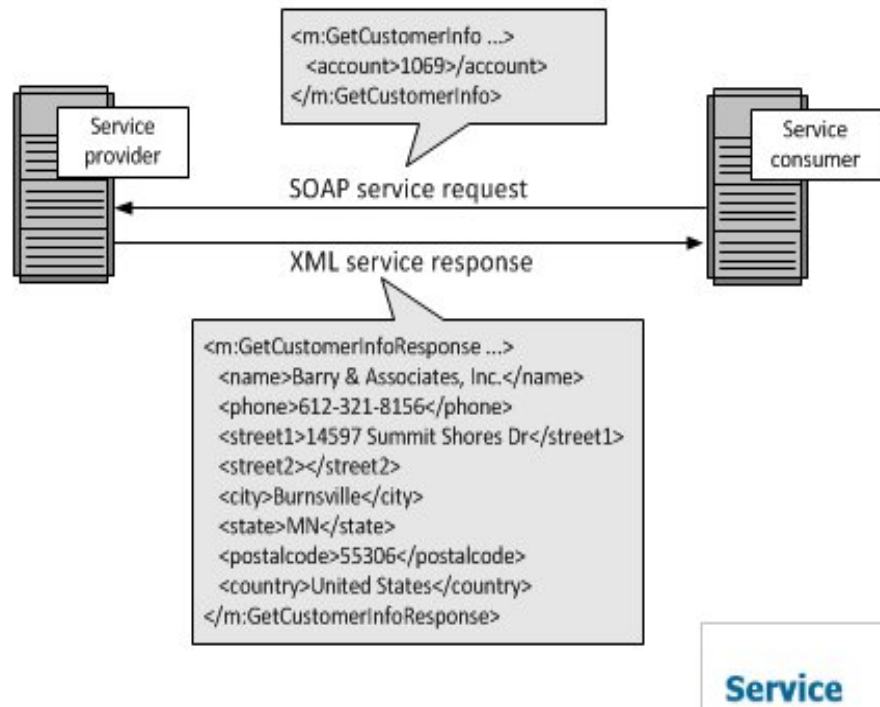 <m:GetCustomerInfo ...>
<account>1069>/account>
</m:GetCustomerInfo>
Service
provider
Service
consumer
SOAP service request
XML service response
<m:GetCustomerInfoResponse ...>
<name>Barry & Associates, Inc.</name>
<phone>612-321-8156</phone>
<street1>14597 Summit Shores Dr</street1>
<street2></street2>
<city>Burnsville</city>
<state>MN</state>
<postalcode>55306</postalcode>
<country>United States</country>
</m:GetCustomerInfoResponse>
Service